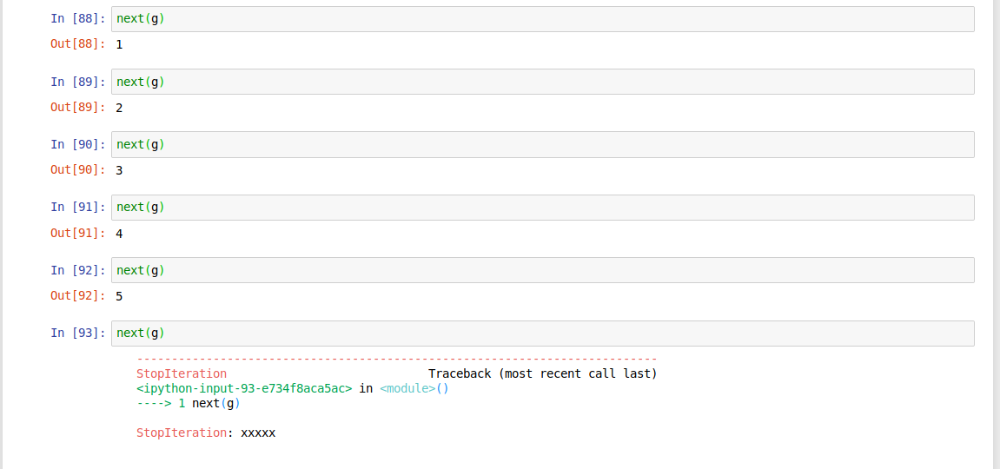 In [88]: next(g)
Out[88]: 1
In [89]: next(g)
Out[89]: 2
In [90]: next(g)
Out[90]: 3
In [91]: next(g)
Out[91]: 4
In [92]: next(g)
Out[92]: 5
In [93]: next(g)
---------------------------------------------------------------------------
StopIteration                             Traceback (most recent call last)
<ipython-input-93-e734f8aca5ac> in <module>()
----> 1 next(g)
StopIteration: xxxxx